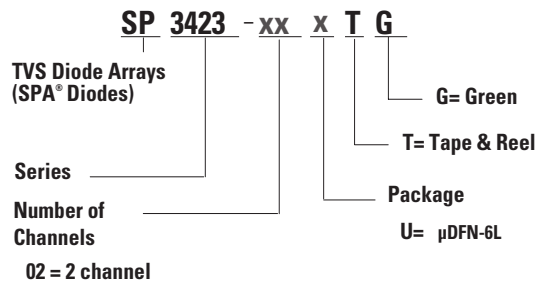 SP 3423 - xx x T G
TVS Diode Arrays
(SPA® Diodes)
G= Green
T= Tape & Reel
Series
Package
Number of
Channels
U= µDFN-6L
02 = 2 channel